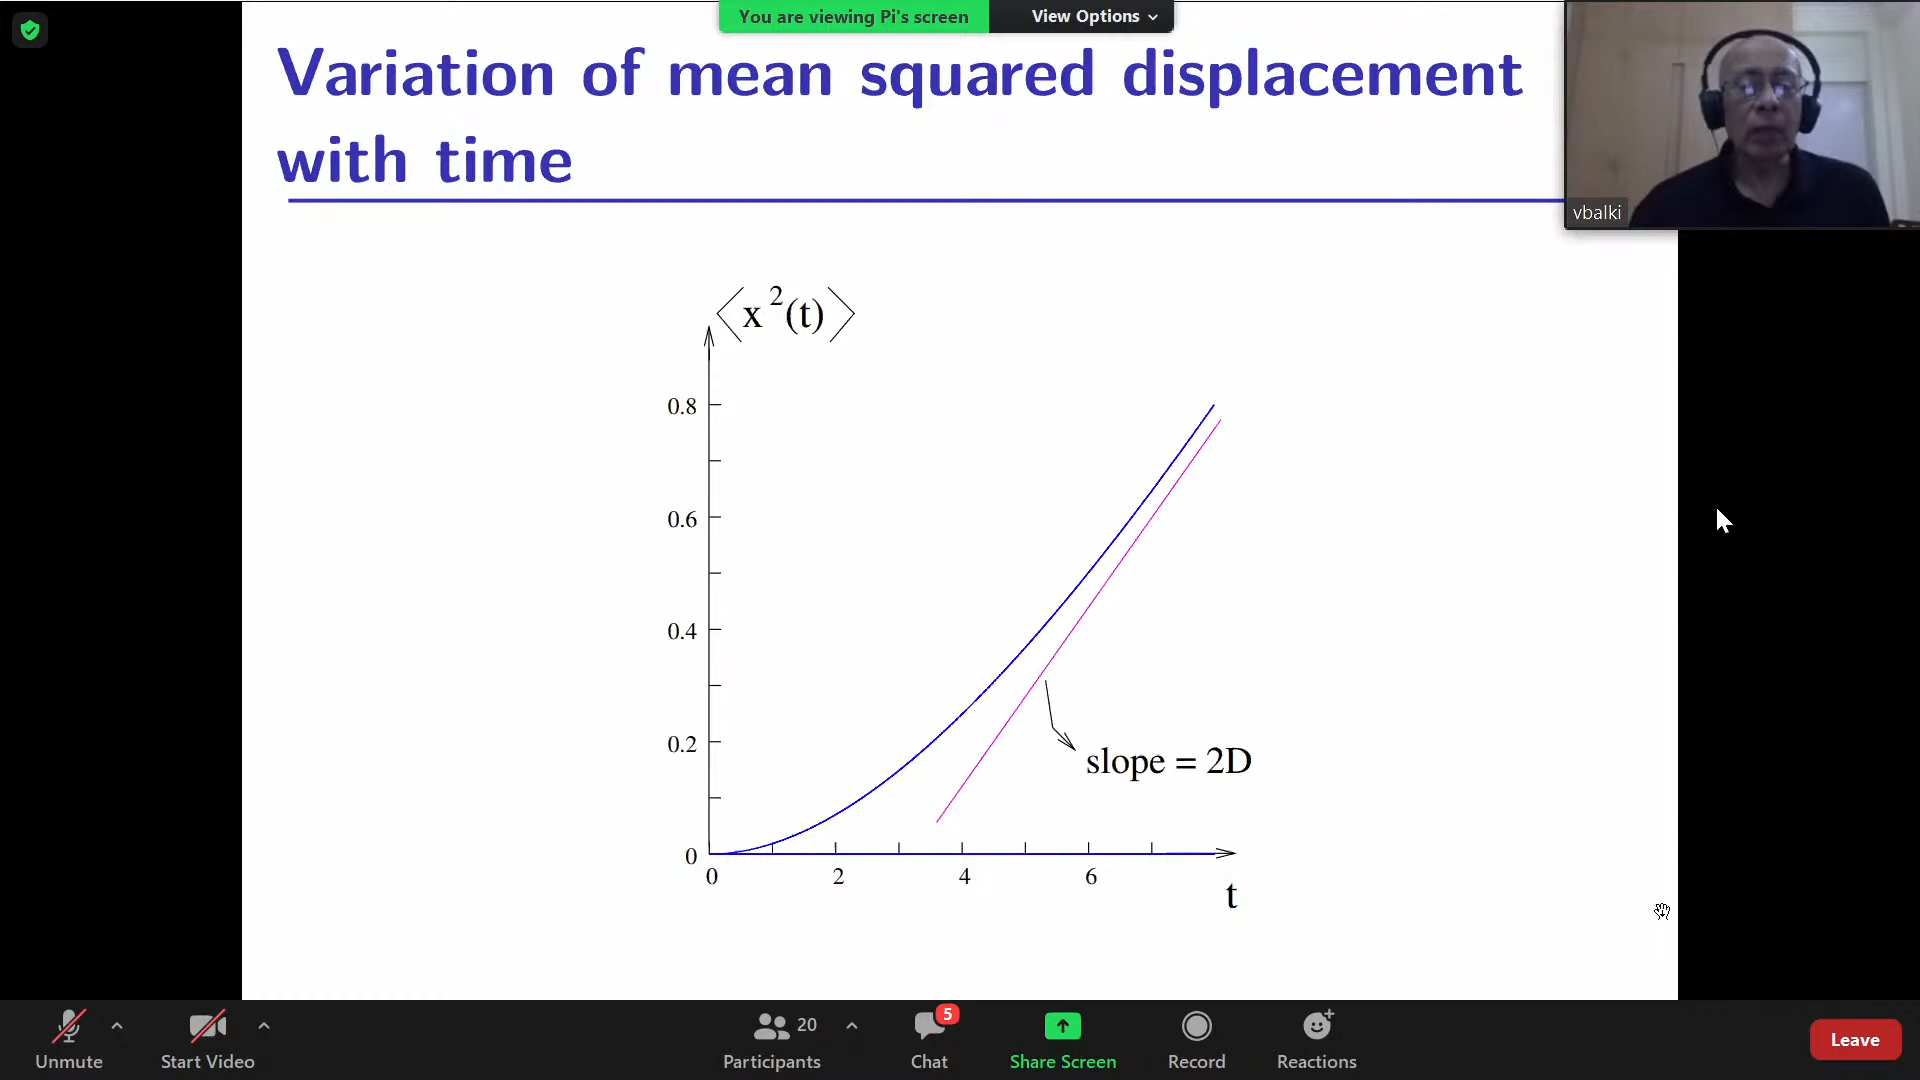 You are viewing Pi's screen
View Options
Variation of mean squared displacement
with time
vbalki
⟨x²(t)⟩
0.8
0.6
0.4
0.2
0
0 2 4 6
slope = 2D
t
20
5
Unmute
Start Video
Participants
Chat
Share Screen
Record
Reactions
Leave